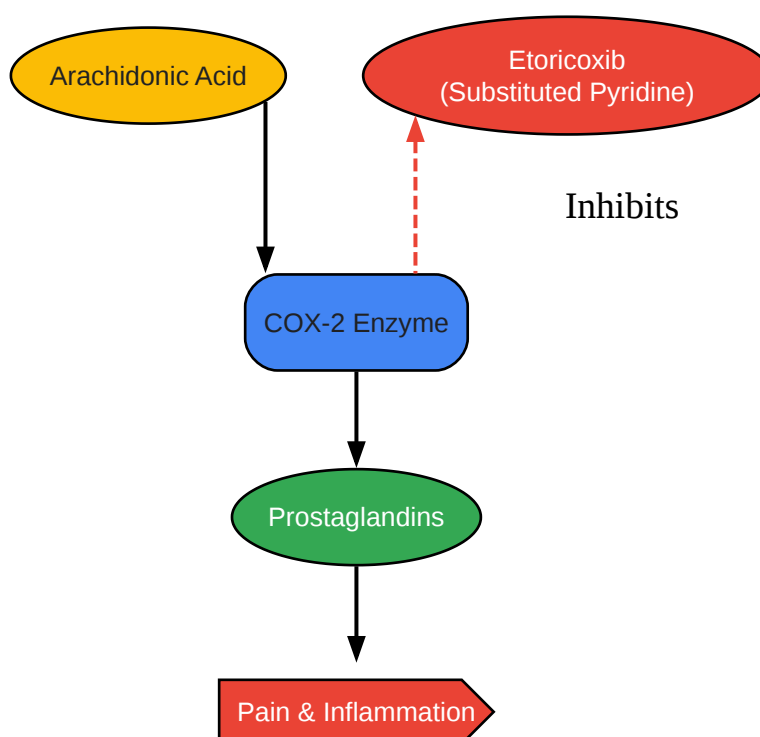 Arachidonic Acid
Etoricoxib
(Substituted Pyridine)
Inhibits
COX-2 Enzyme
Prostaglandins
Pain & Inflammation